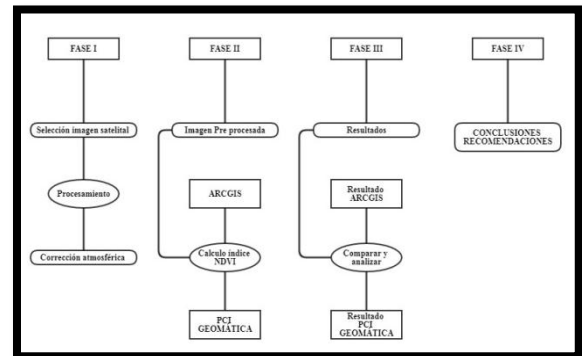 FASE I
FASE II
FASE III
FASE IV
Selección imagen satelital
Imagen Pre procesada
Resultados
CONCLUSIONES
RECOMENDACIONES
Procesamiento
ARCGIS
Resultado
ARCGIS
Corrección atmosférica
Calculo índice
NDVI
Comparar y
analizar
PCI
GEOMÁTICA
Resultado
PCI
GEOMÁTICA